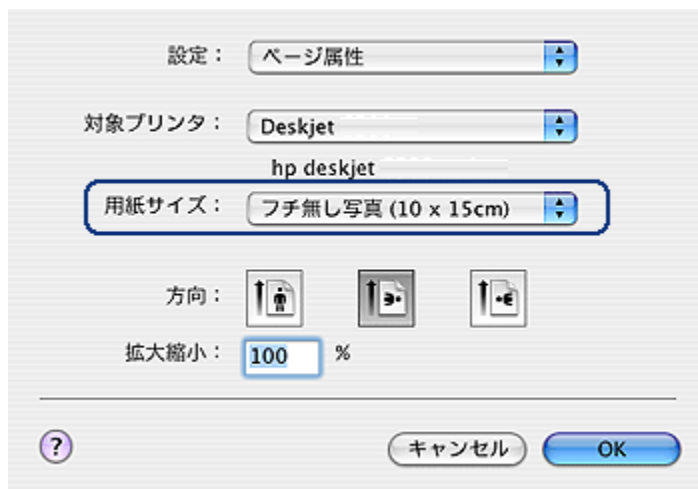 設定： ページ属性
対象プリンタ： Deskjet
hp deskjet
用紙サイズ： フチ無し写真 (10 x 15cm)
方向：
拡大縮小： 100 %
? キャンセル OK